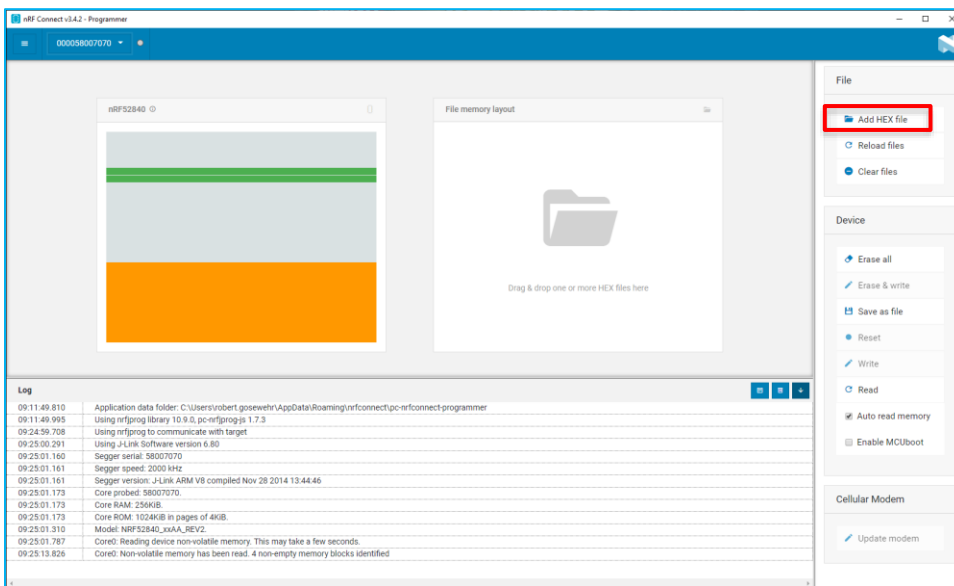 nRF Connect v3.4.2 - Programmer
000058007070
nRF52840
File memory layout
Drag & drop one or more HEX files here
File
Add HEX file
Reload files
Clear files
Device
Erase all
Erase & write
Save as file
Reset
Write
Read
Auto read memory
Enable MCUboot
Cellular Modem
Update modem
Log
09:11:49.810 Application data folder: C:\Users\robert.gosewehr\AppData\Roaming\nrfconnect\pc-nrfconnect-programmer
09:11:49.995 Using nrfjprog library 10.9.0, pc-nrfjprog-js 1.7.3
09:24:59.708 Using nrfjprog to communicate with target
09:25:00.291 Using J-Link Software version 6.80
09:25:01.160 Segger serial: 58007070
09:25:01.161 Segger speed: 2000 kHz
09:25:01.161 Segger version: J-Link ARM V8 compiled Nov 28 2014 13:44:46
09:25:01.173 Core probed: 58007070.
09:25:01.173 Core RAM: 256KiB.
09:25:01.173 Core ROM: 1024KiB in pages of 4KiB.
09:25:01.310 Model: NRF52840_xxAA_REV2.
09:25:01.787 Core0: Reading device non-volatile memory. This may take a few seconds.
09:25:13.826 Core0: Non-volatile memory has been read. 4 non-empty memory blocks identified